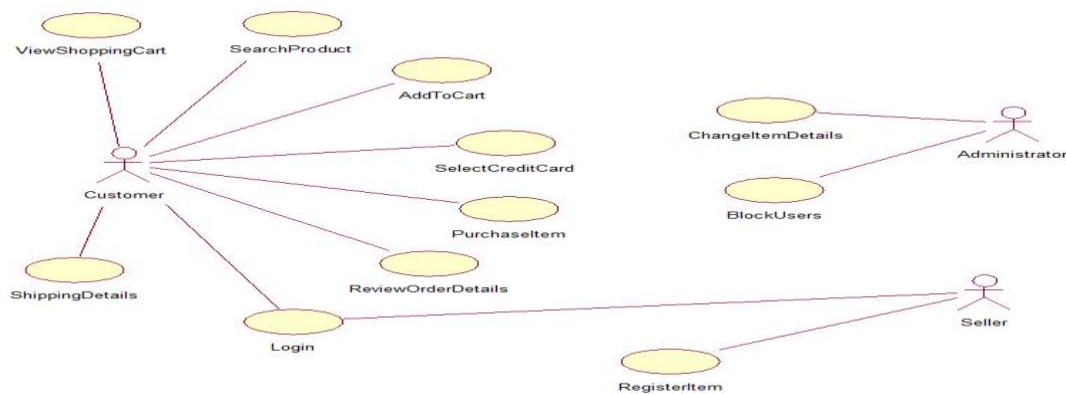 ViewShoppingCart
SearchProduct
AddToCart
ChangeItemDetails
Administrator
SelectCreditCard
Customer
BlockUsers
PurchaseItem
ShippingDetails
ReviewOrderDetails
Seller
Login
RegisterItem